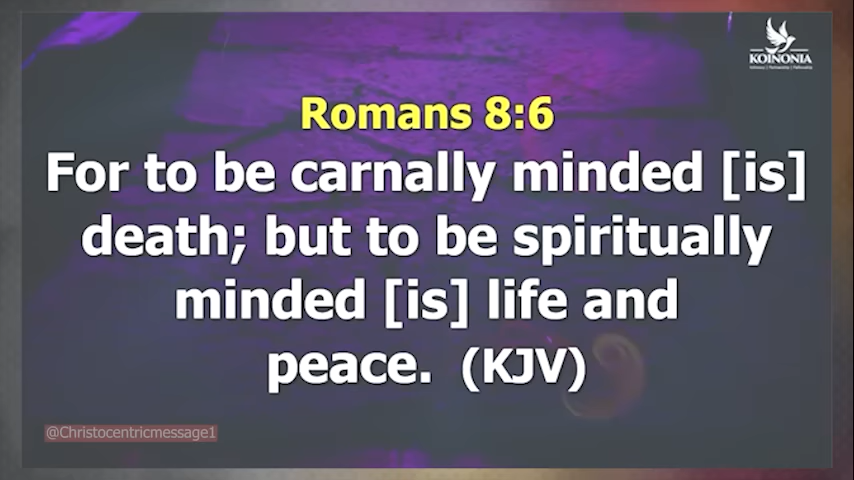 KOINONIA
Romans 8:6
For to be carnally minded [is]
death; but to be spiritually
minded [is] life and
peace. (KJV)
@Christocentricmessage1